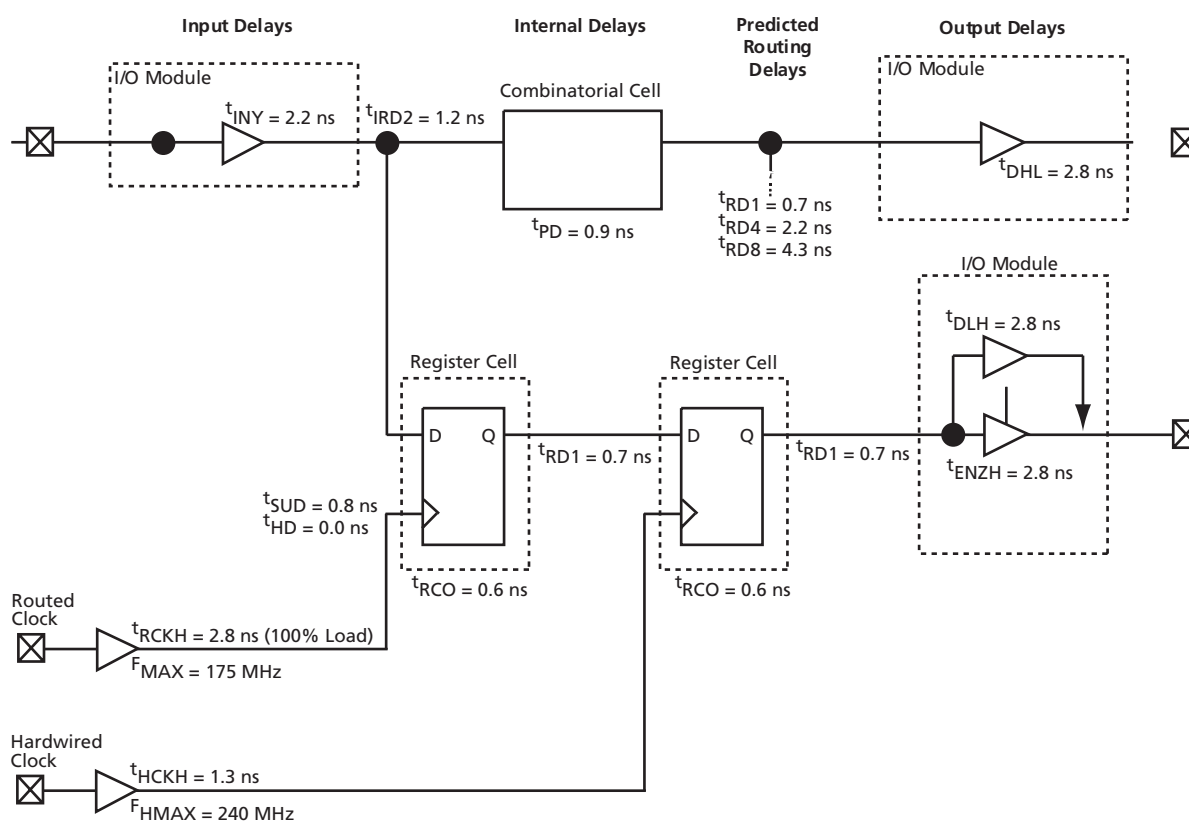 Input Delays
Internal Delays
Predicted
Routing
Delays
Output Delays
I/O Module
tINY = 2.2 ns
tIRD2 = 1.2 ns
Combinatorial Cell
tPD = 0.9 ns
tRD1 = 0.7 ns
tRD4 = 2.2 ns
tRD8 = 4.3 ns
I/O Module
tDHL = 2.8 ns
I/O Module
tDLH = 2.8 ns
tENZH = 2.8 ns
Register Cell
D Q
tRD1 = 0.7 ns
Register Cell
D Q
tRD1 = 0.7 ns
tSUD = 0.8 ns
tHD = 0.0 ns
tRCO = 0.6 ns
tRCO = 0.6 ns
Routed
Clock
tRCKH = 2.8 ns (100% Load)
FMAX = 175 MHz
Hardwired
Clock
tHCKH = 1.3 ns
FHMAX = 240 MHz